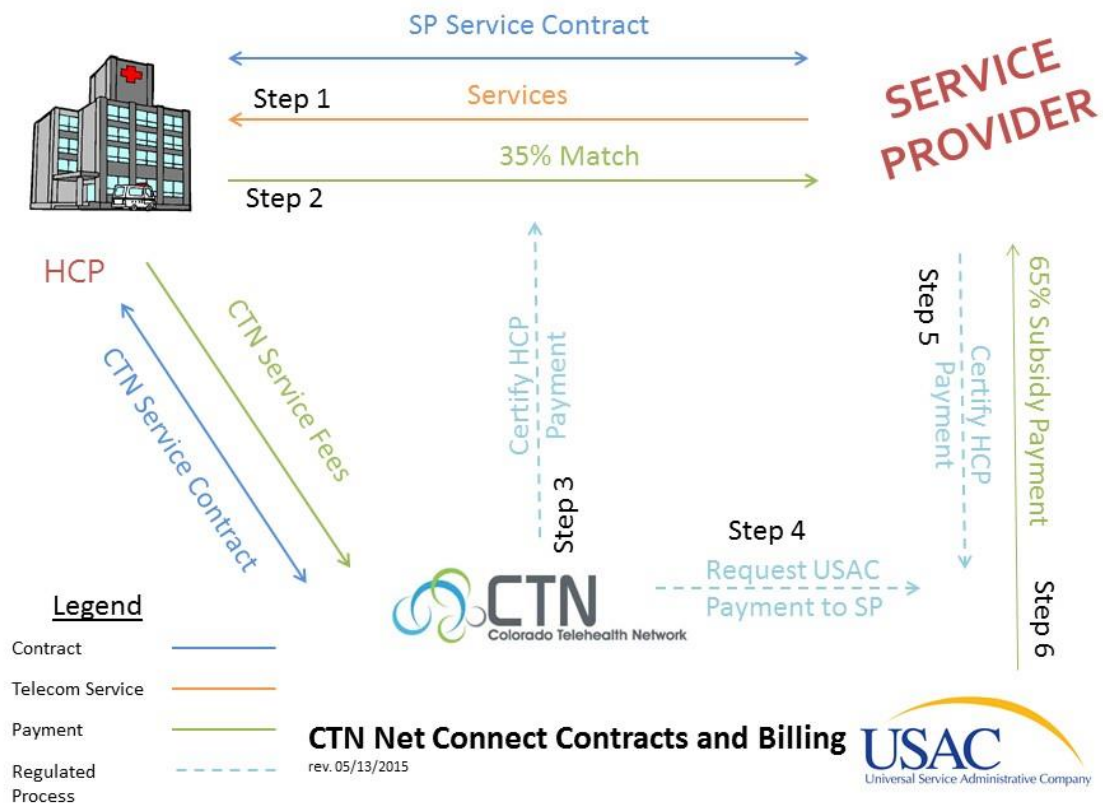 SP Service Contract
Step 1
Services
SERVICE
PROVIDER
35% Match
Step 2
HCP
CTN Service Fees
CTN Service Contract
Certify HCP
Payment
Step 3
Step 5
Certify HCP
Payment
65% Subsidy Payment
Step 4
Request USAC
Payment to SP
Step 6
CTN
Colorado Telehealth Network
Legend
Contract
Telecom Service
Payment
Regulated
Process
CTN Net Connect Contracts and Billing
rev. 05/13/2015
USAC
Universal Service Administrative Company